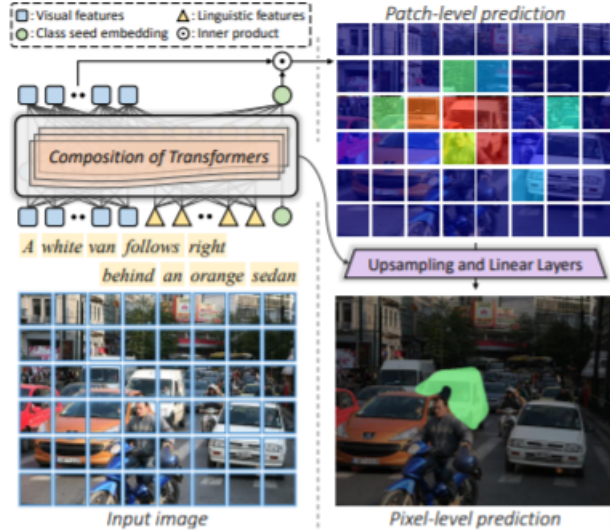 : Visual features : Linguistic features
: Class seed embedding : Inner product
Patch-level prediction
Composition of Transformers
A white van follows right
behind an orange sedan
Upsampling and Linear Layers
Input image
Pixel-level prediction